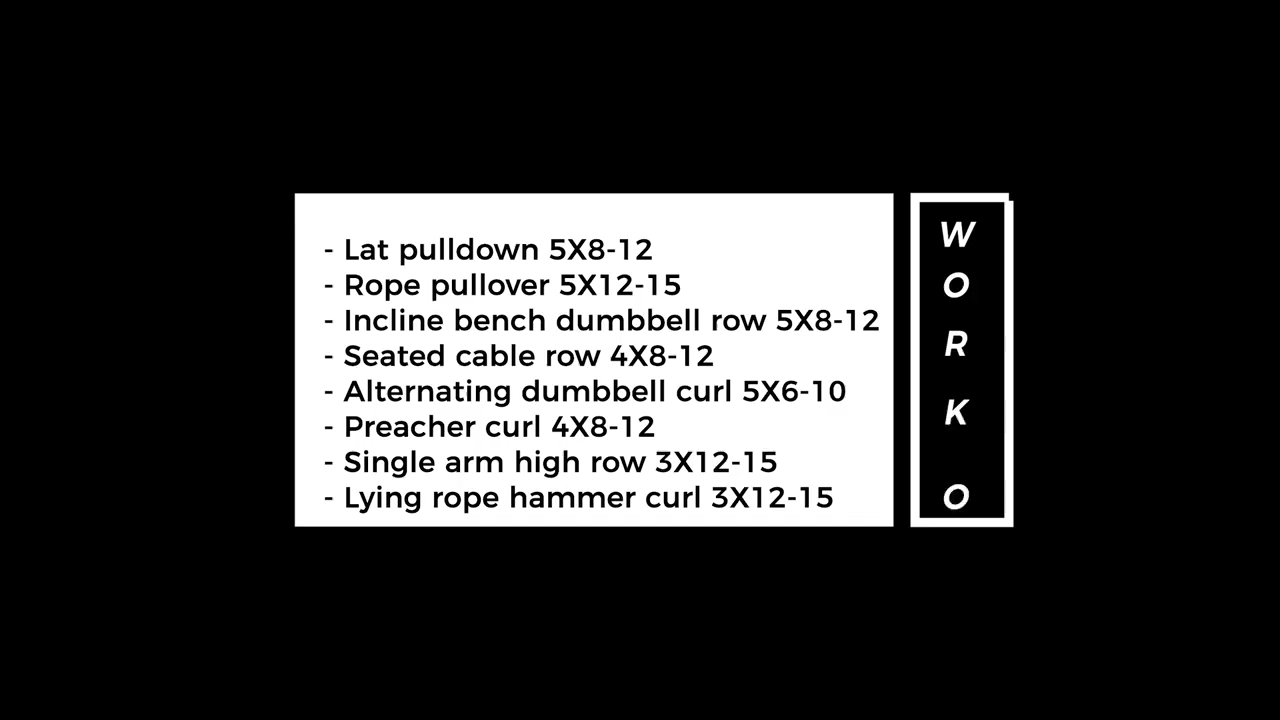 - Lat pulldown 5X8-12
- Rope pullover 5X12-15
- Incline bench dumbbell row 5X8-12
- Seated cable row 4X8-12
- Alternating dumbbell curl 5X6-10
- Preacher curl 4X8-12
- Single arm high row 3X12-15
- Lying rope hammer curl 3X12-15
W
O
R
K
O